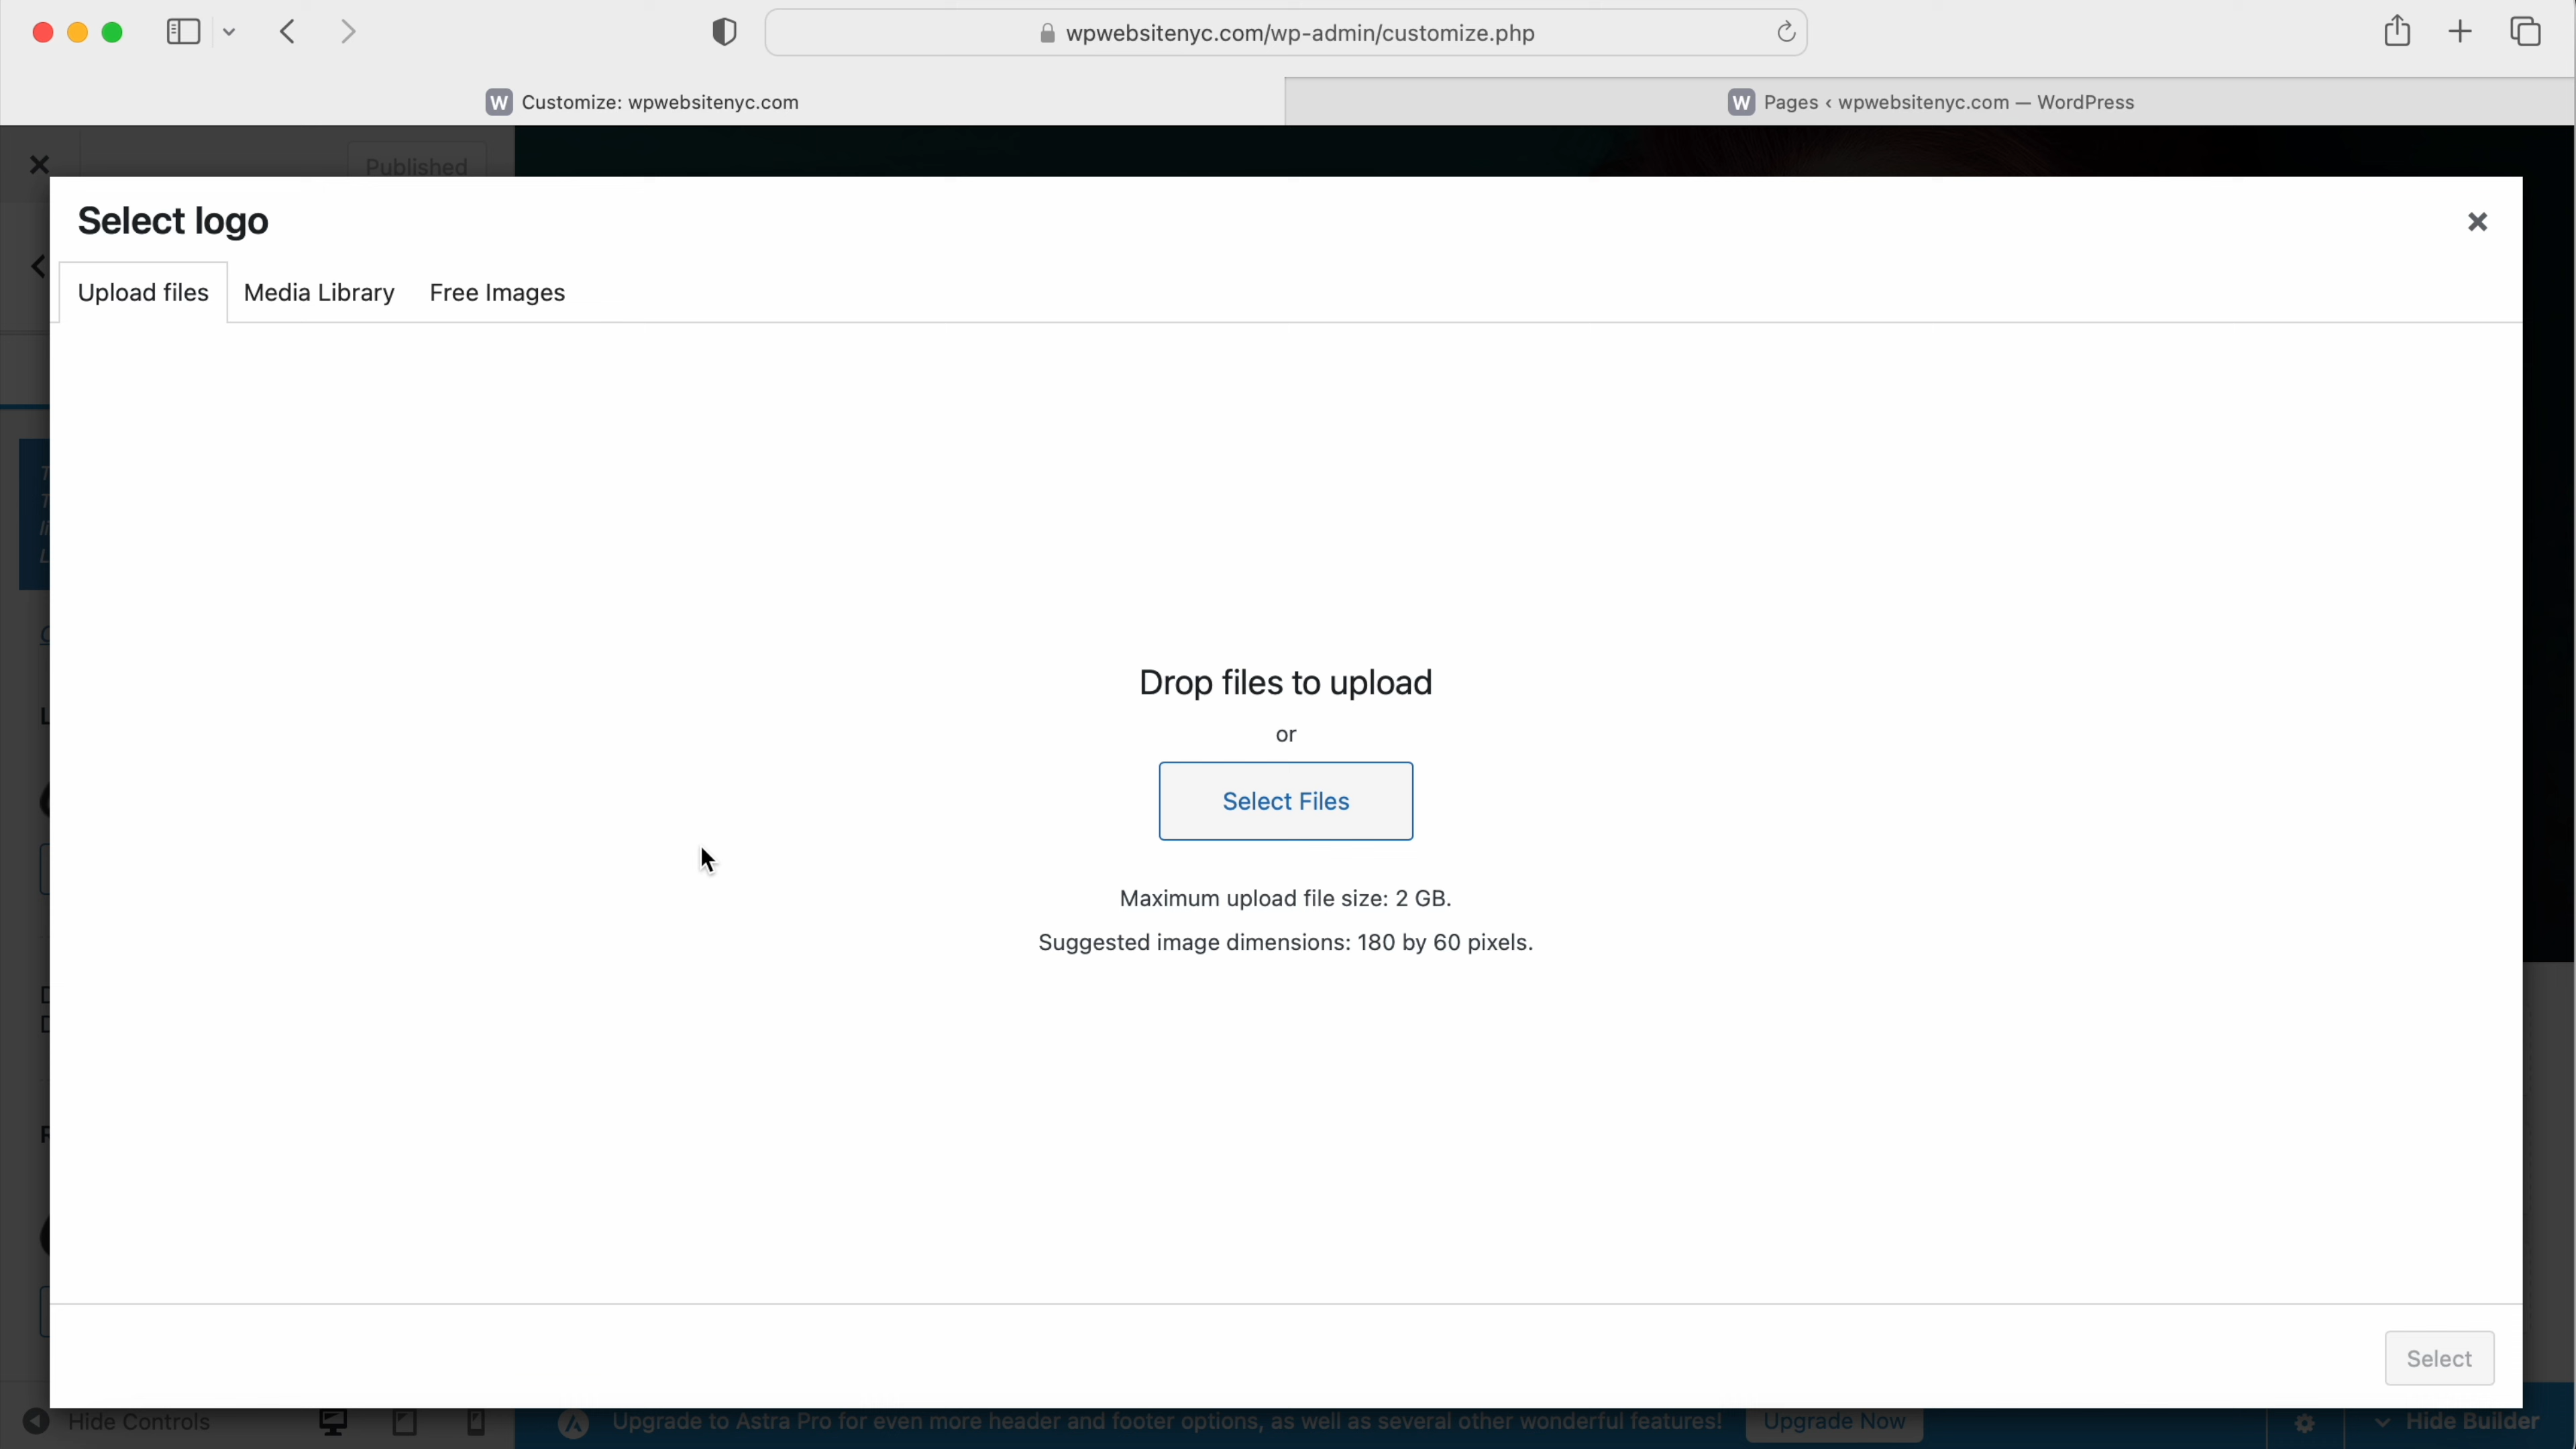 wpwebsitenyc.com/wp-admin/customize.php
W Customize: wpwebsitenyc.com
W Pages ‹ wpwebsitenyc.com — WordPress
Published
Select logo
Upload files
Media Library
Free Images
Drop files to upload
or
Select Files
Maximum upload file size: 2 GB.
Suggested image dimensions: 180 by 60 pixels.
Select
Hide Controls
Upgrade to Astra Pro for even more header and footer options, as well as several other wonderful features!
Upgrade Now
Hide Builder